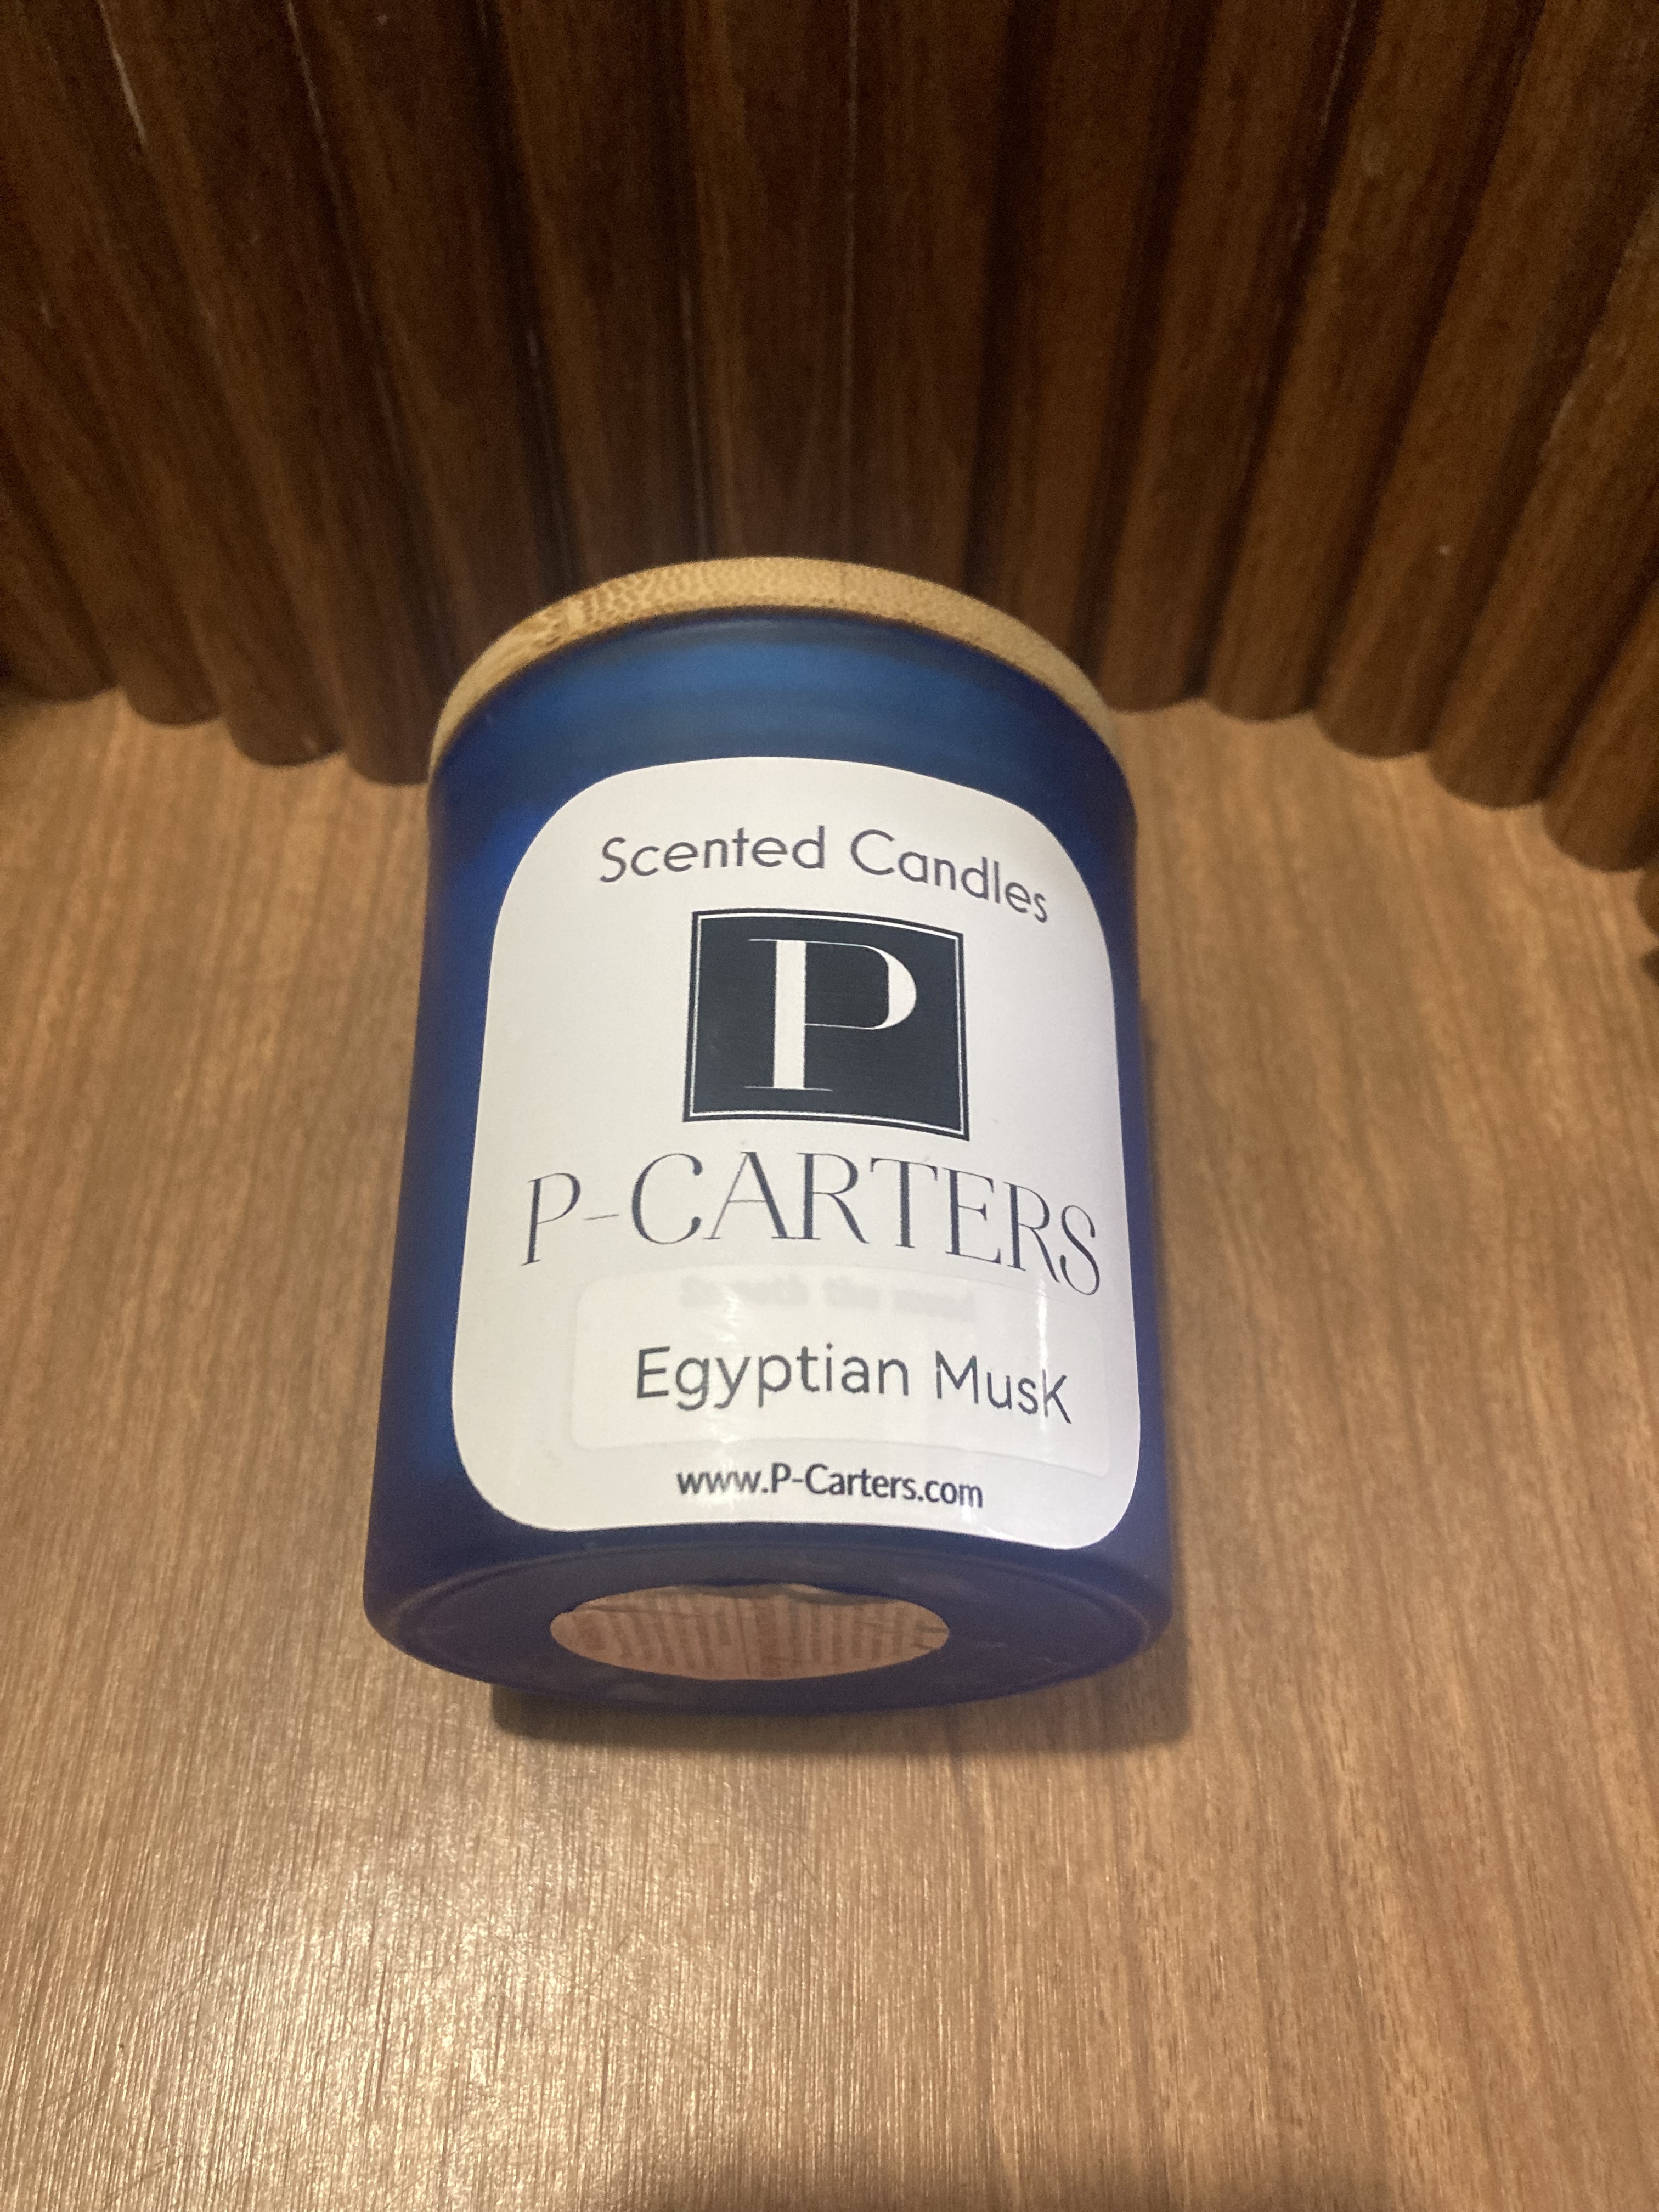 Scented Candles
P
P-CARTERS
Egyptian Musk
www.P-Carters.com